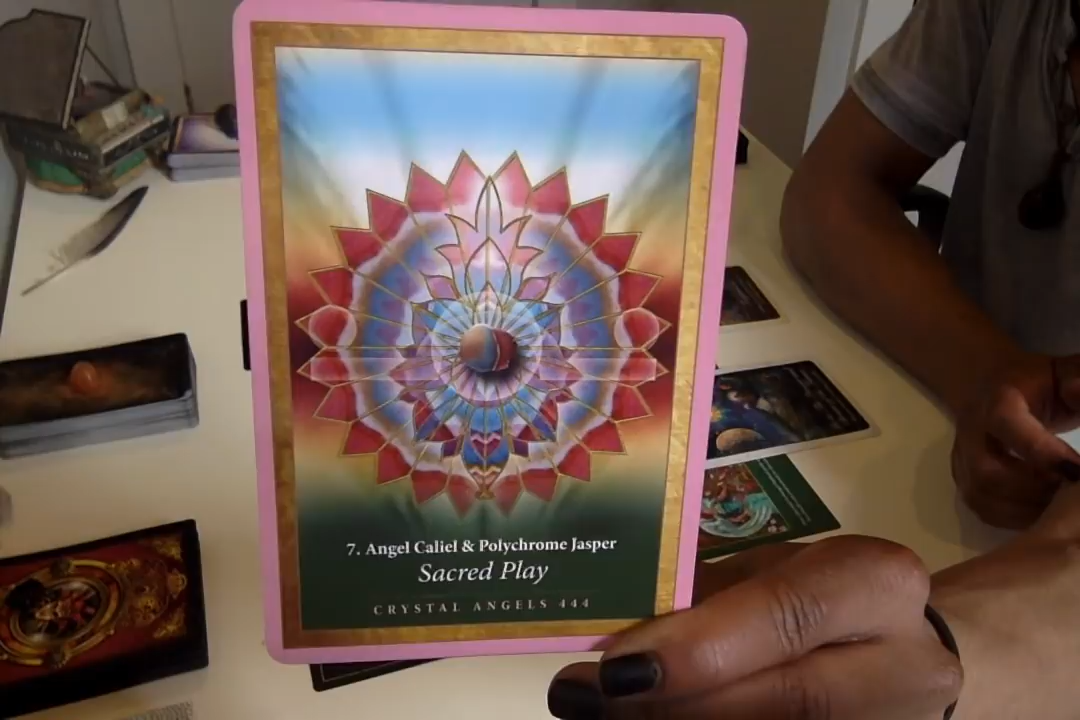 7. Angel Caliel & Polychrome Jasper
Sacred Play
CRYSTAL ANGELS 444